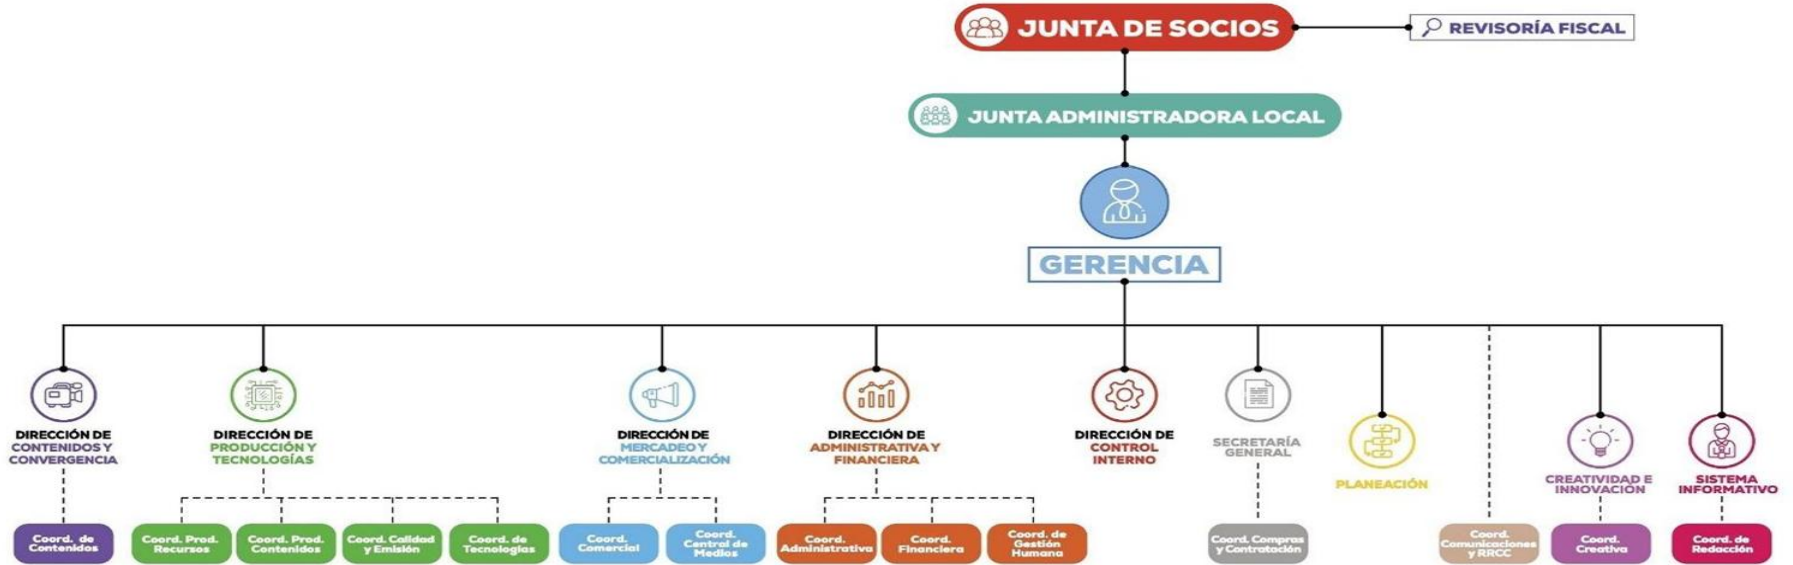 JUNTA DE SOCIOS
REVISORÍA FISCAL
JUNTA ADMINISTRADORA LOCAL
GERENCIA
DIRECCIÓN DE
CONTENIDOS Y
CONVERGENCIA
DIRECCIÓN DE
PRODUCCIÓN Y
TECNOLOGÍAS
DIRECCIÓN DE
MERCADEO Y
COMERCIALIZACIÓN
DIRECCIÓN DE
ADMINISTRATIVA Y
FINANCIERA
DIRECCIÓN DE
CONTROL
INTERNO
SECRETARÍA
GENERAL
PLANEACIÓN
CREATIVIDAD E
INNOVACIÓN
SISTEMA
INFORMATIVO
Coord. de
Contenidos
Coord. Prod.
Recursos
Coord. Prod.
Contenidos
Coord. Calidad
y Emisión
Coord. de
Tecnologías
Coord.
Comercial
Coord.
Central de
Medios
Coord.
Administrativa
Coord.
Financiera
Coord. de
Gestión
Humana
Coord. Compras
y Contratación
Coord.
Comunicaciones
y RRCC
Coord.
Creativa
Coord. de
Redacción